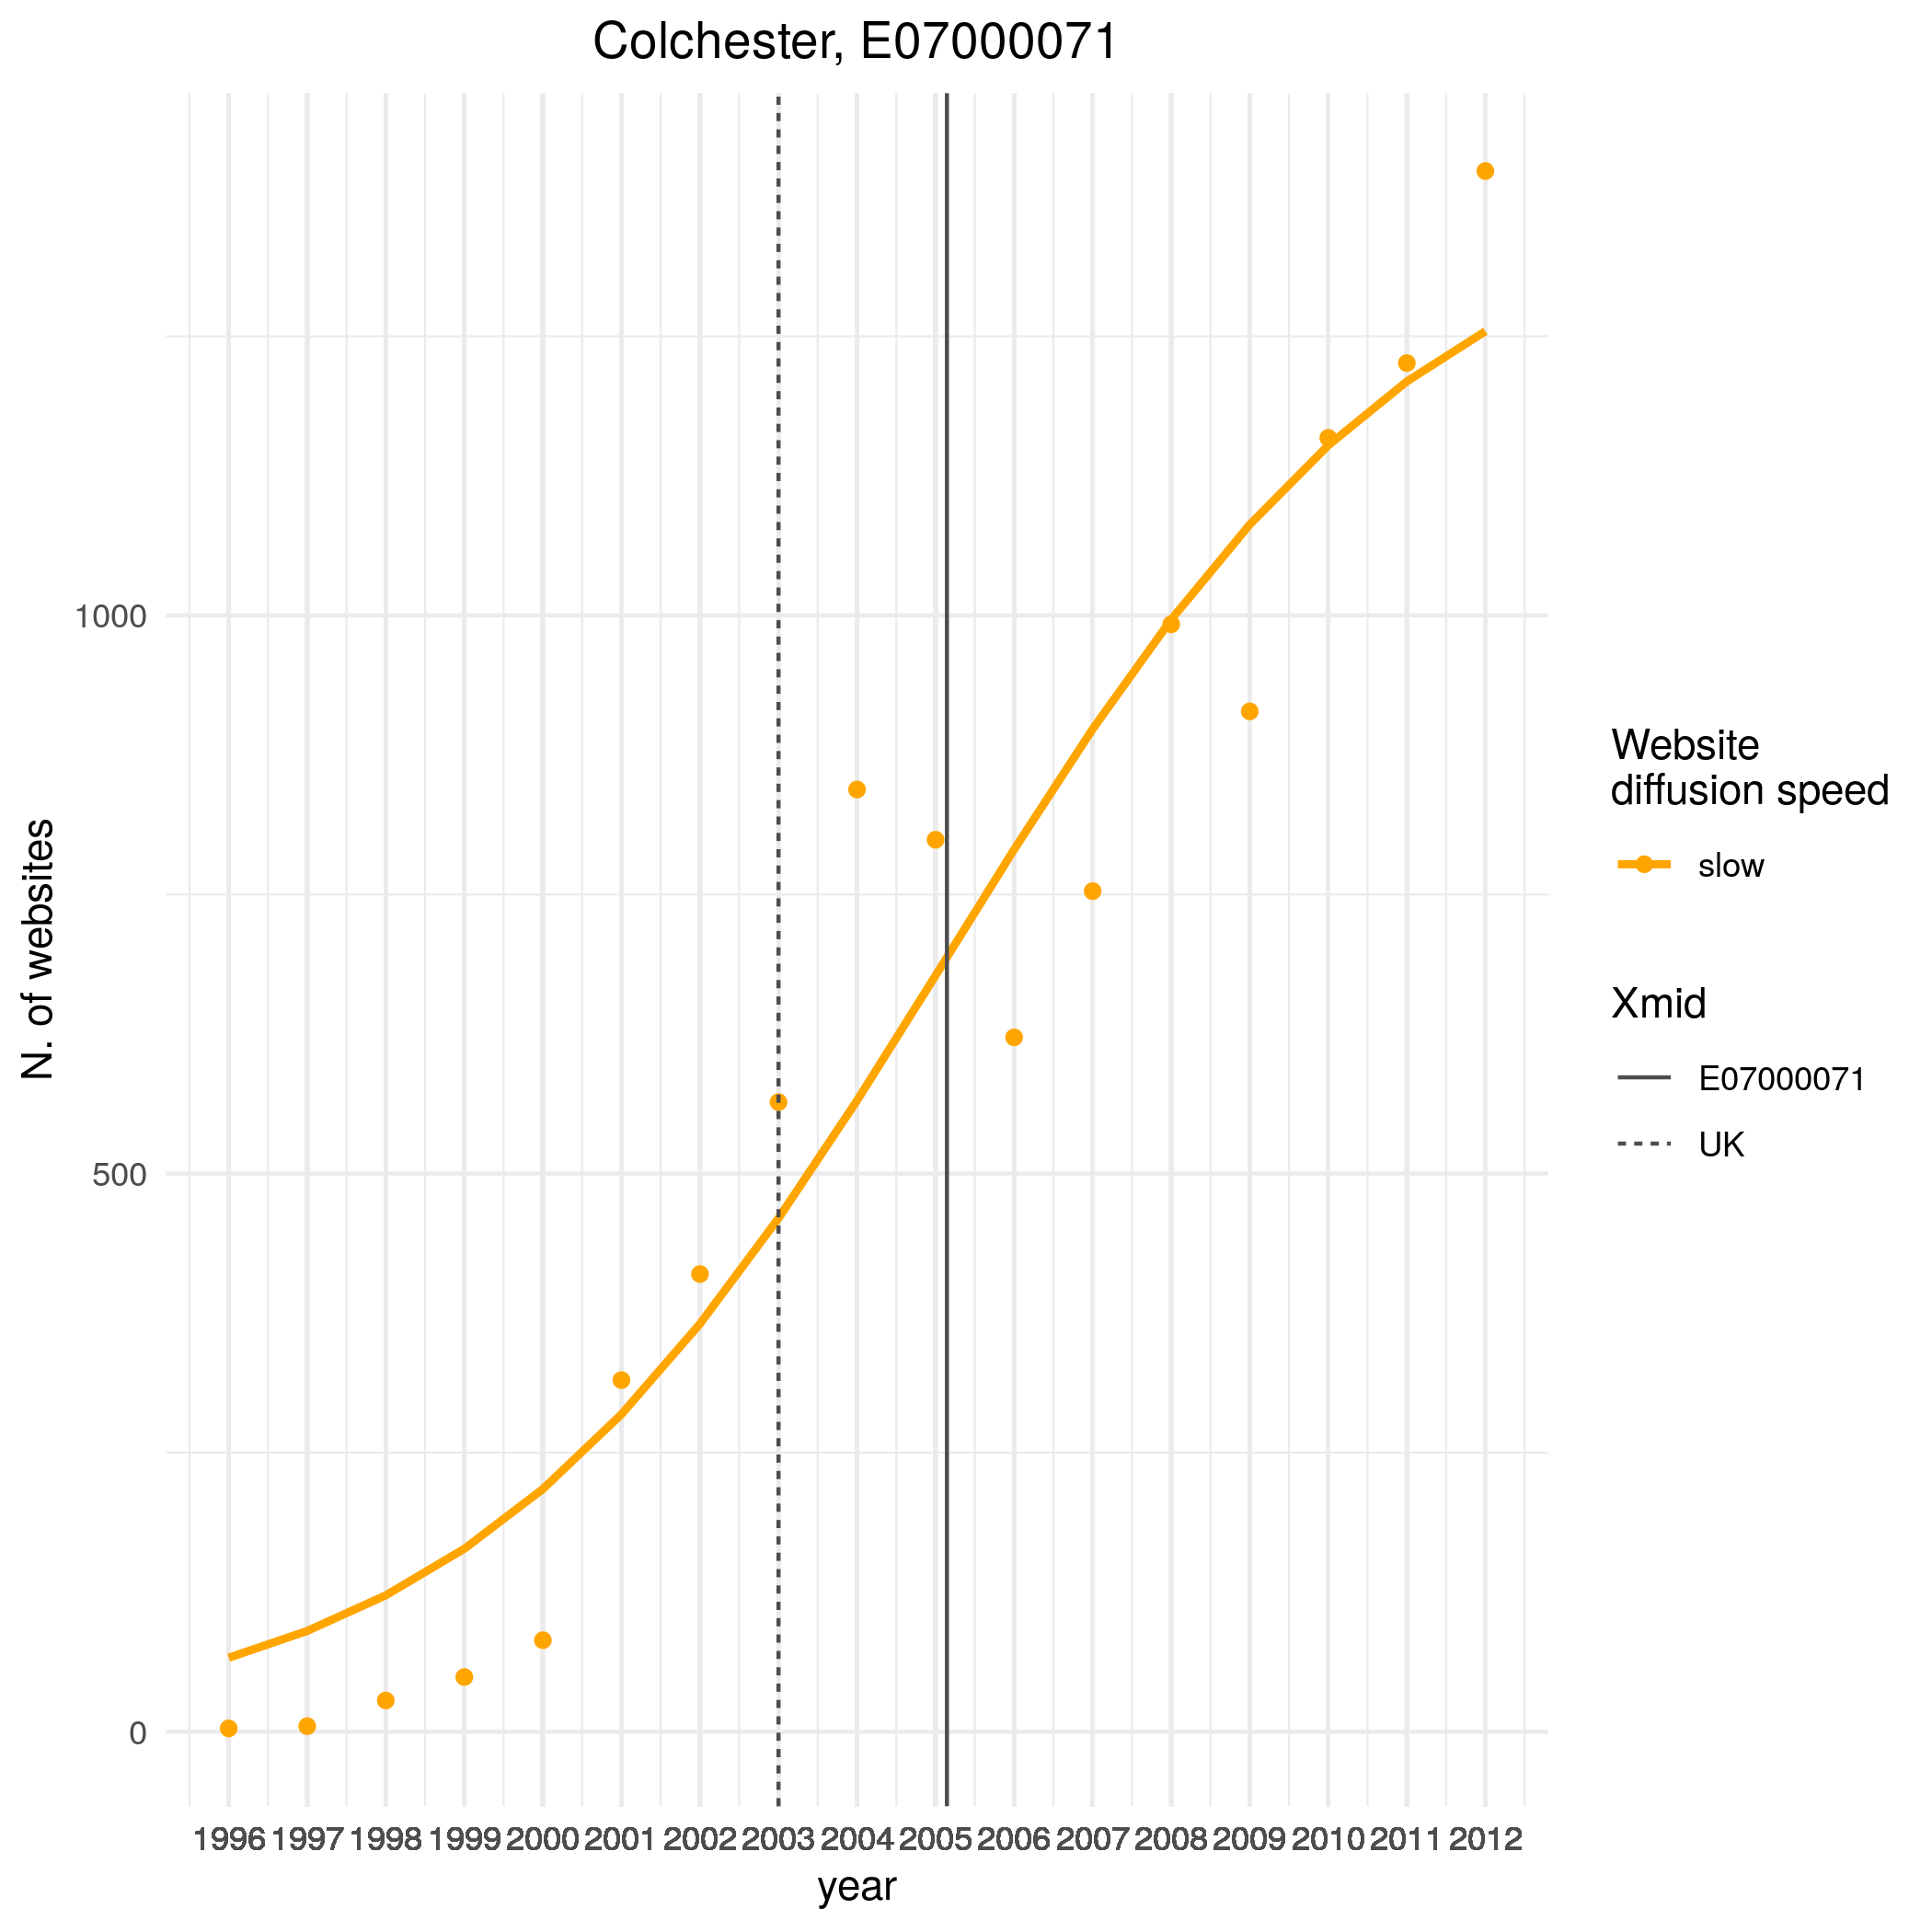 Colchester, E07000071
N. of websites
1000
500
0
1996 1997 1998 1999 2000 2001 2002 2003 2004 2005 2006 2007 2008 2009 2010 2011 2012
year
Website
diffusion speed
slow
Xmid
E07000071
UK